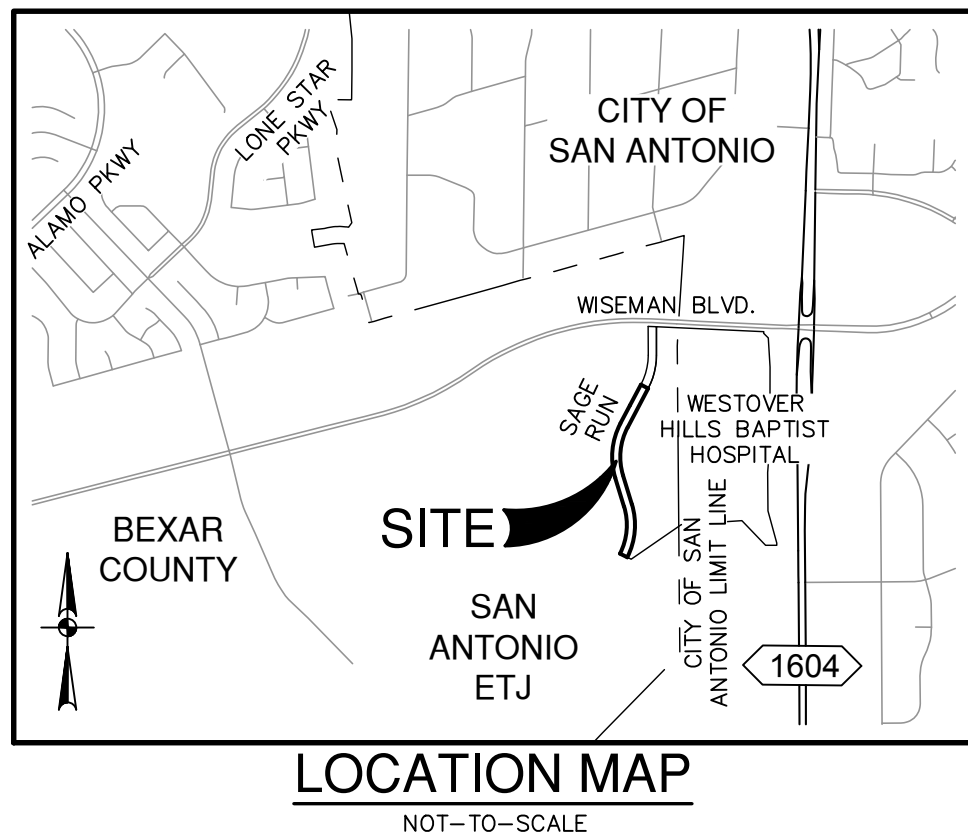 CITY OF
SAN ANTONIO
LONE STAR
PKWY
ALAMO PKWY
WISEMAN BLVD.
SAGE
RUN
WESTOVER
HILLS BAPTIST
HOSPITAL
SITE
BEXAR
COUNTY
CITY OF SAN
ANTONIO LIMIT LINE
SAN
ANTONIO
ETJ
1604
LOCATION MAP
NOT-TO-SCALE